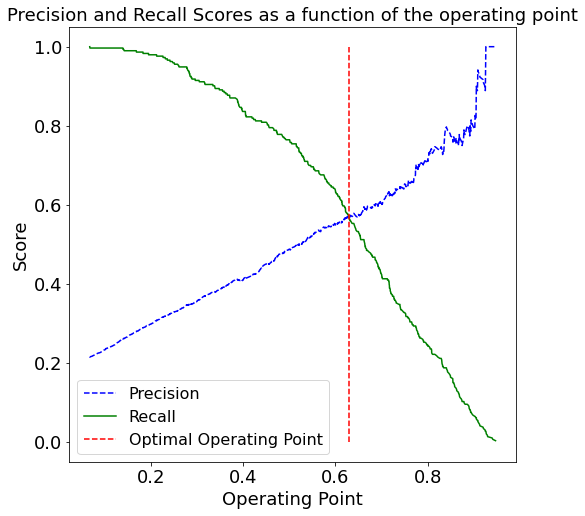 Precision and Recall Scores as a function of the operating point
1.0
0.8
0.6
0.4
0.2
0.0
Score
Precision
Recall
Optimal Operating Point
0.2 0.4 0.6 0.8
Operating Point